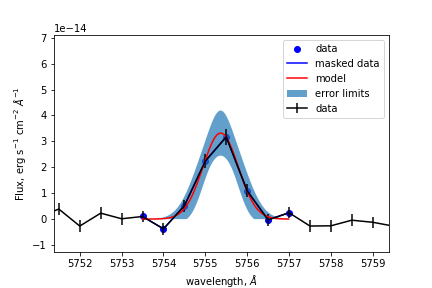 1e−14
7
6
5
4
3
2
1
0
−1
Flux, erg s⁻¹ cm⁻² Å⁻¹
data
masked data
model
error limits
data
5752 5753 5754 5755 5756 5757 5758 5759
wavelength, Å